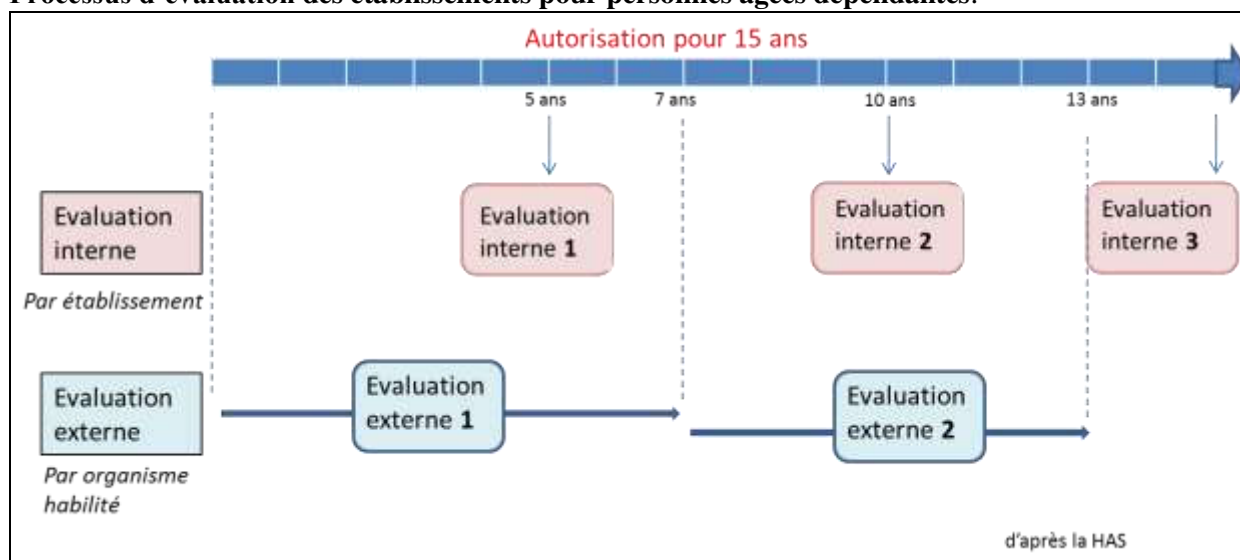 Processus d'évaluation des établissements pour personnes âgées dépendantes.
Autorisation pour 15 ans
5 ans
7 ans
10 ans
13 ans
Evaluation
interne
Par établissement
Evaluation
interne 1
Evaluation
interne 2
Evaluation
interne 3
Evaluation
externe
Par organisme
habilité
Evaluation
externe 1
Evaluation
externe 2
d'après la HAS